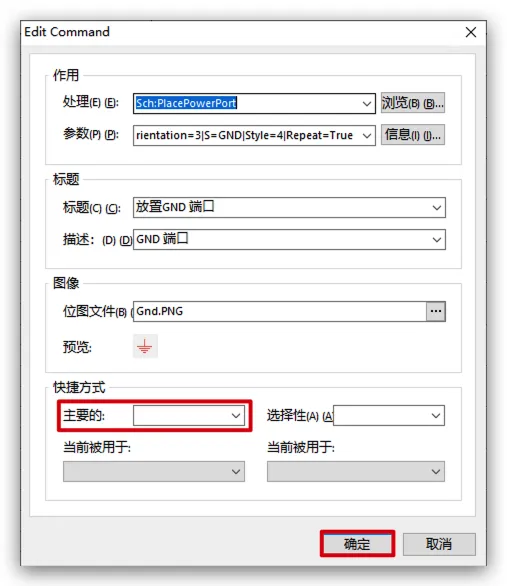 Edit Command
作用
处理(E) (E): Sch:PlacePowerPort 浏览(B) (B)...
参数(P) (P): rientation=3|S=GND|Style=4|Repeat=True 信息(I) (I)...
标题
标题(C) (C): 放置GND 端口
描述：(D) (D) GND 端口
图像
位图文件(B) ( Gnd.PNG ...
预览:
快捷方式
主要的: 选择性(A) (A
当前被用于: 当前被用于:
确定 取消